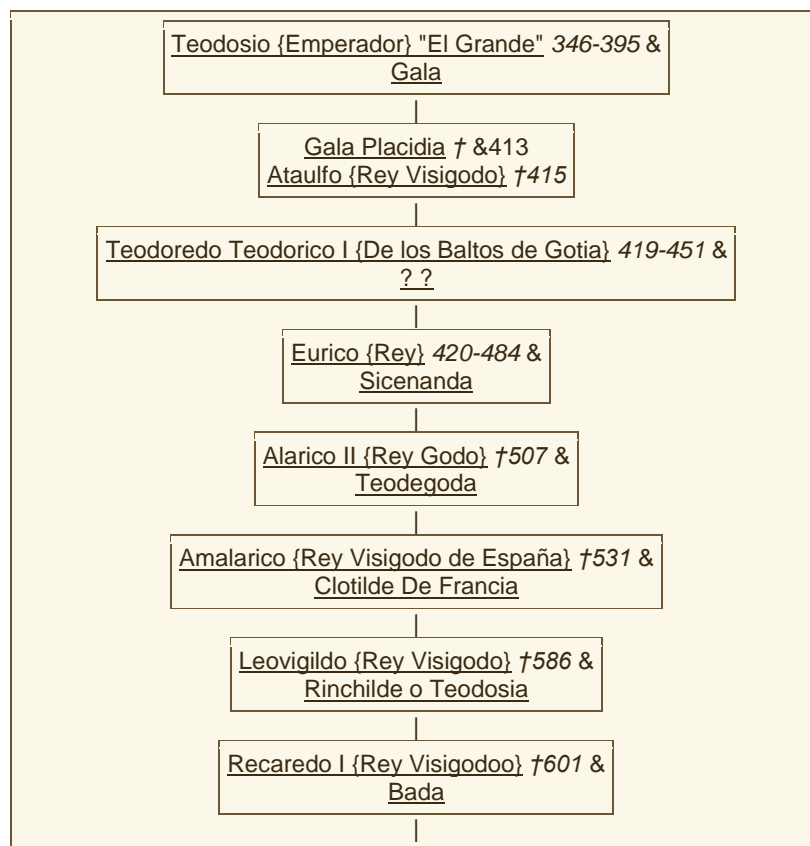 Teodosio {Emperador} "El Grande" 346-395 &
Gala
Gala Placidia † &413
Ataulfo {Rey Visigodo} †415
Teodoredo Teodorico I {De los Baltos de Gotia} 419-451 &
? ?
Eurico {Rey} 420-484 &
Sicenanda
Alarico II {Rey Godo} †507 &
Teodegoda
Amalarico {Rey Visigodo de España} †531 &
Clotilde De Francia
Leovigildo {Rey Visigodo} †586 &
Rinchilde o Teodosia
Recaredo I {Rey Visigodoo} †601 &
Bada